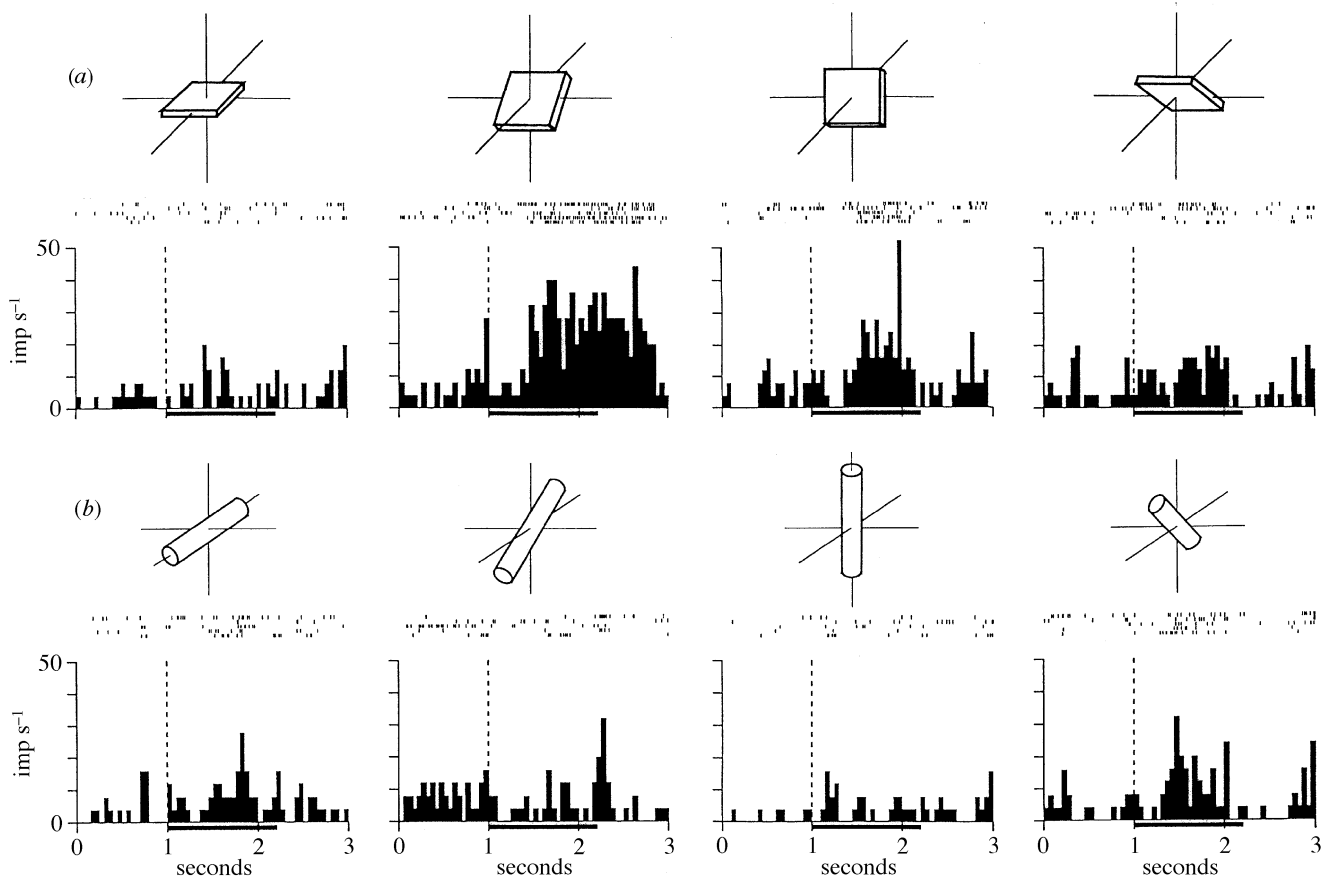 (a)
50
imp s⁻¹
0
(b)
50
imp s⁻¹
0
0 1 2 3 0 1 2 3 0 1 2 3 0 1 2 3
seconds seconds seconds seconds